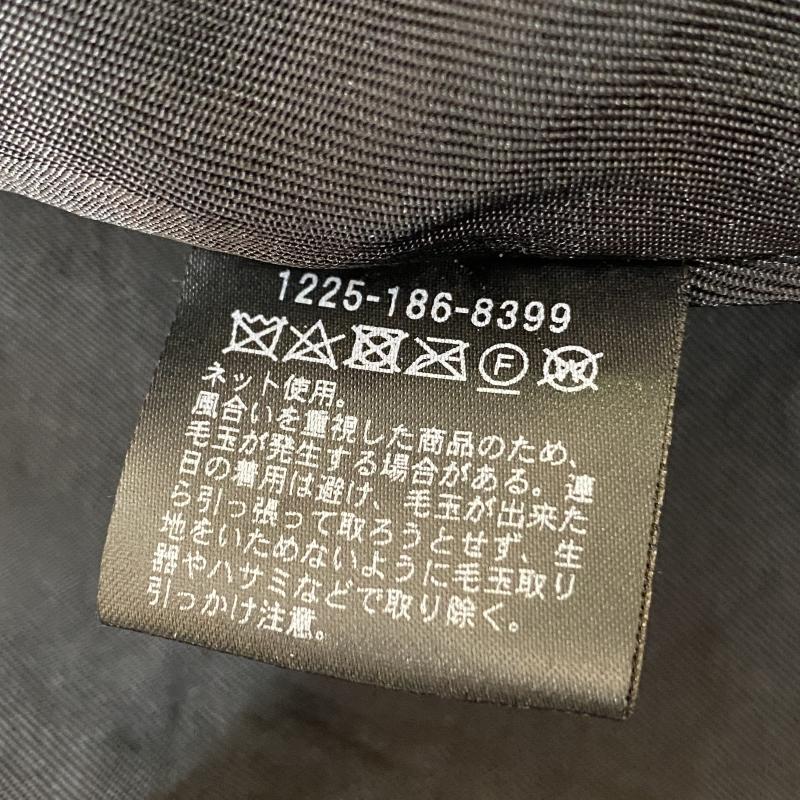 1225-186-8399
F W
ネット使用。
風合いを重視した商品のため、
毛玉が発生する場合がある。連
日の着用は避け、毛玉が出来た
ら引っ張って取ろうとせず、生
地をいためないように毛玉取り
器やハサミなどで取り除く。
引っかけ注意。